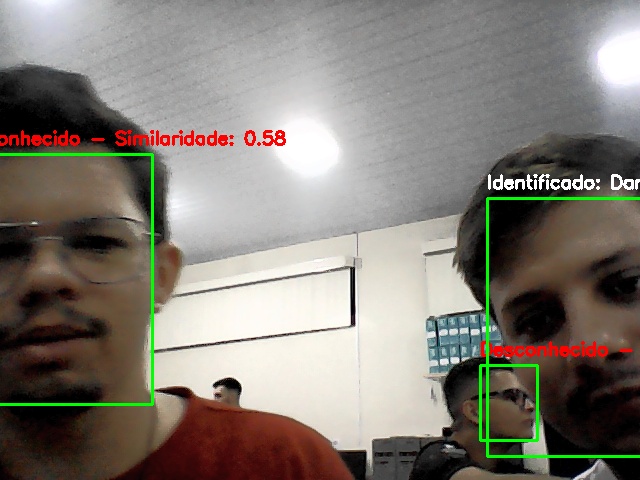 onhecido - Similaridade: 0.58
Identificado: Dar
Desconhecido -